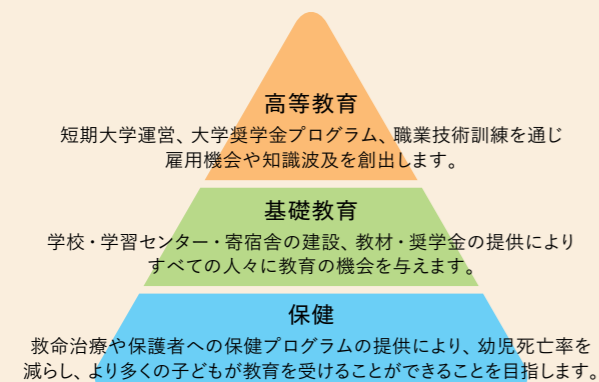 高等教育
短期大学運営、大学奨学金プログラム、職業技術訓練を通じ
雇用機会や知識波及を創出します。
基礎教育
学校・学習センター・寄宿舎の建設、教材・奨学金の提供により
すべての人々に教育の機会を与えます。
保健
救命治療や保護者への保健プログラムの提供により、幼児死亡率を
減らし、より多くの子どもが教育を受けることができることを目指します。